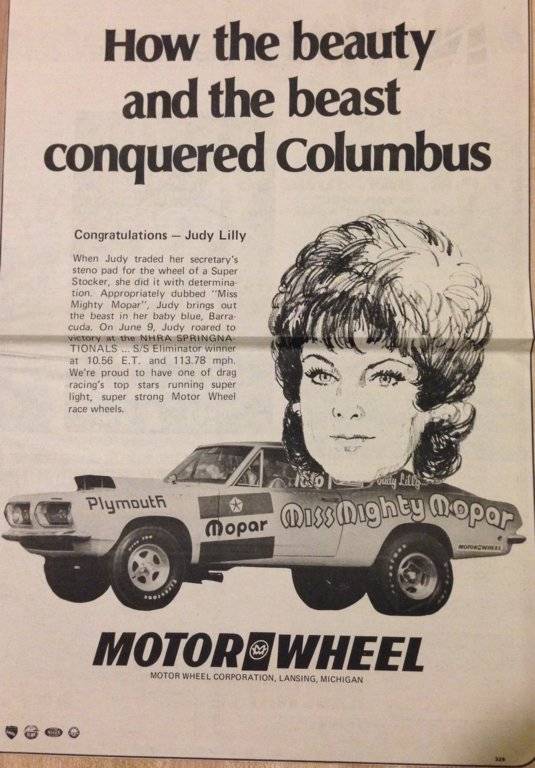 How the beauty
and the beast
conquered Columbus
Congratulations — Judy Lilly
When Judy traded her secretary's
steno pad for the wheel of a Super
Stocker, she did it with determina-
tion. Appropriately dubbed "Miss
Mighty Mopar", Judy brings out
the beast in her baby blue, Barra-
cuda. On June 9, Judy roared to
victory at the NHRA SPRINGNA-
TIONALS ... S/S Eliminator winner
at 10.56 E.T. and 113.78 mph.
We're proud to have one of drag
racing's top stars running super
light, super strong Motor Wheel
race wheels.
Judy Lilly
Plymouth
Mopar
Miss Mighty Mopar
MOTOR WHEEL
Firestone
MOTOR WHEEL
MOTOR WHEEL CORPORATION, LANSING, MICHIGAN